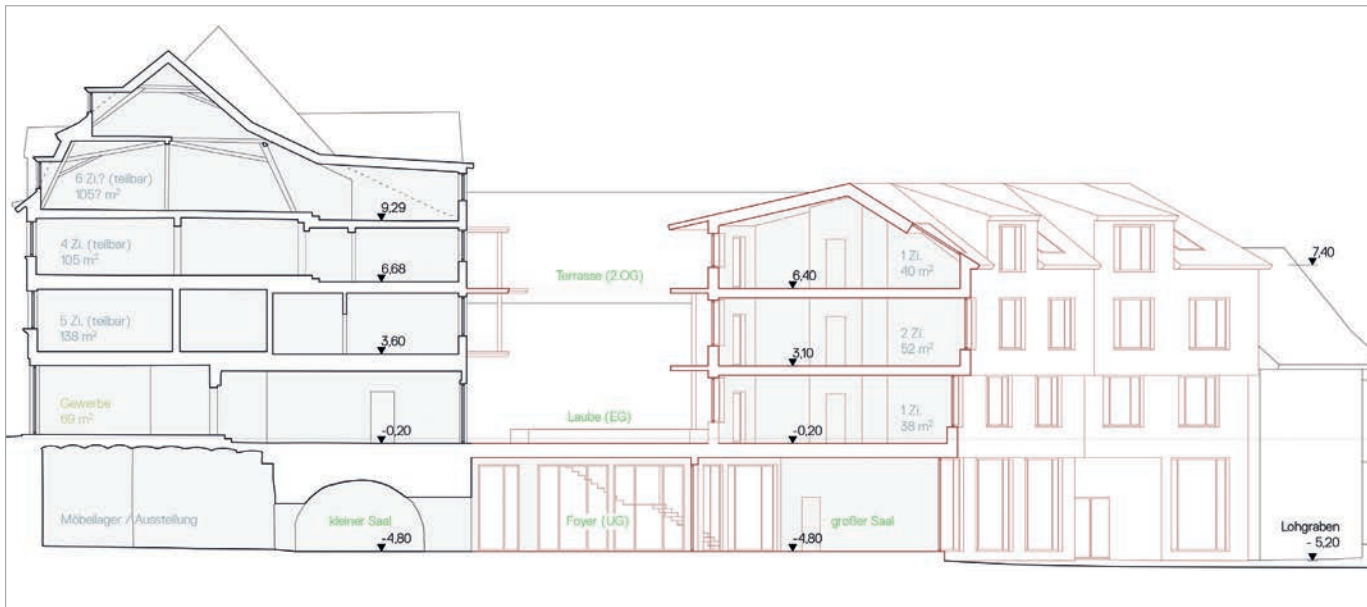 6 Zi.? (teilbar)
105? m²
9,29
4 Zi. (teilbar)
105 m²
6,68
5 Zi. (teilbar)
138 m²
3,60
Gewerbe
69 m²
-0,20
Möbellager / Ausstellung
kleiner Saal
-4,80
Terrasse (2.OG)
Laube (EG)
Foyer (UG)
1 Zi.
40 m²
6,40
2 Zi.
52 m²
3,10
1 Zi.
38 m²
-0,20
großer Saal
-4,80
7,40
Lohgraben
- 5,20